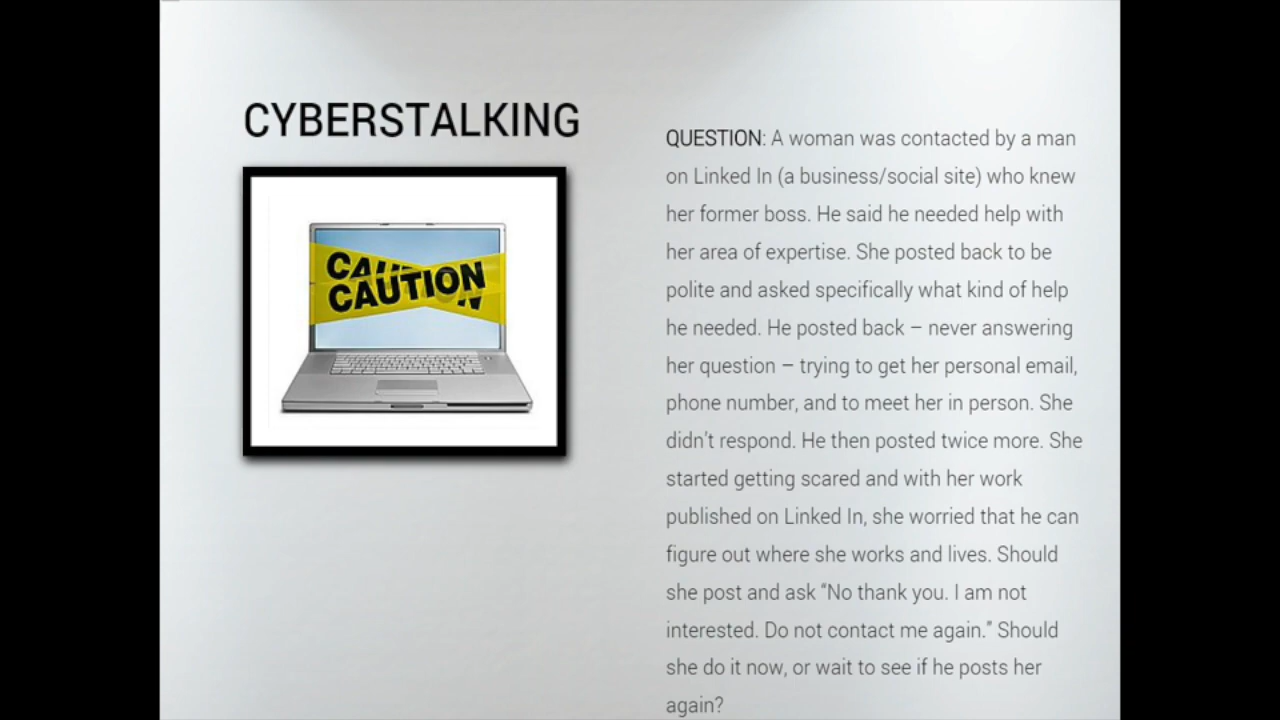 CYBERSTALKING
CAUTION
CAUTION
QUESTION: A woman was contacted by a man
on Linked In (a business/social site) who knew
her former boss. He said he needed help with
her area of expertise. She posted back to be
polite and asked specifically what kind of help
he needed. He posted back – never answering
her question – trying to get her personal email,
phone number, and to meet her in person. She
didn't respond. He then posted twice more. She
started getting scared and with her work
published on Linked In, she worried that he can
figure out where she works and lives. Should
she post and ask “No thank you. I am not
interested. Do not contact me again.” Should
she do it now, or wait to see if he posts her
again?